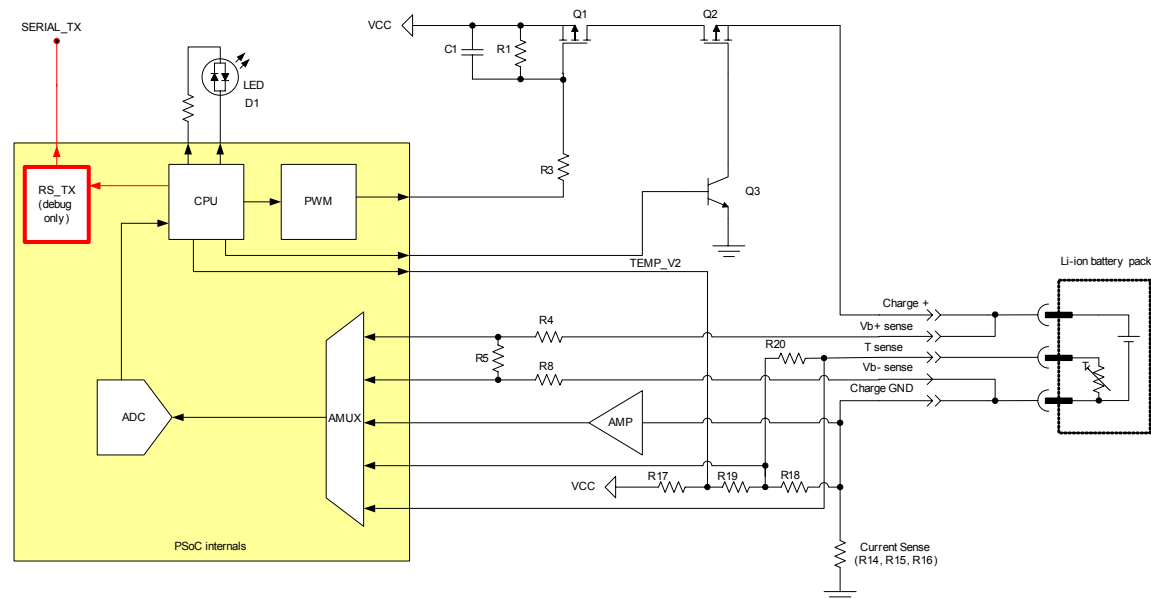 Q1
Q2
VCC
SERIAL_TX
C1
R1
LED
D1
R3
RS_TX
(debug
only)
CPU
PWM
Q3
TEMP_V2
Li-ion battery pack
Charge +
R4
Vb+ sense
R20
T sense
R5
R8
Vb- sense
T
Charge GND
ADC
AMUX
AMP
R17
R19
R18
VCC
PSoC internals
Current Sense
(R14, R15, R16)